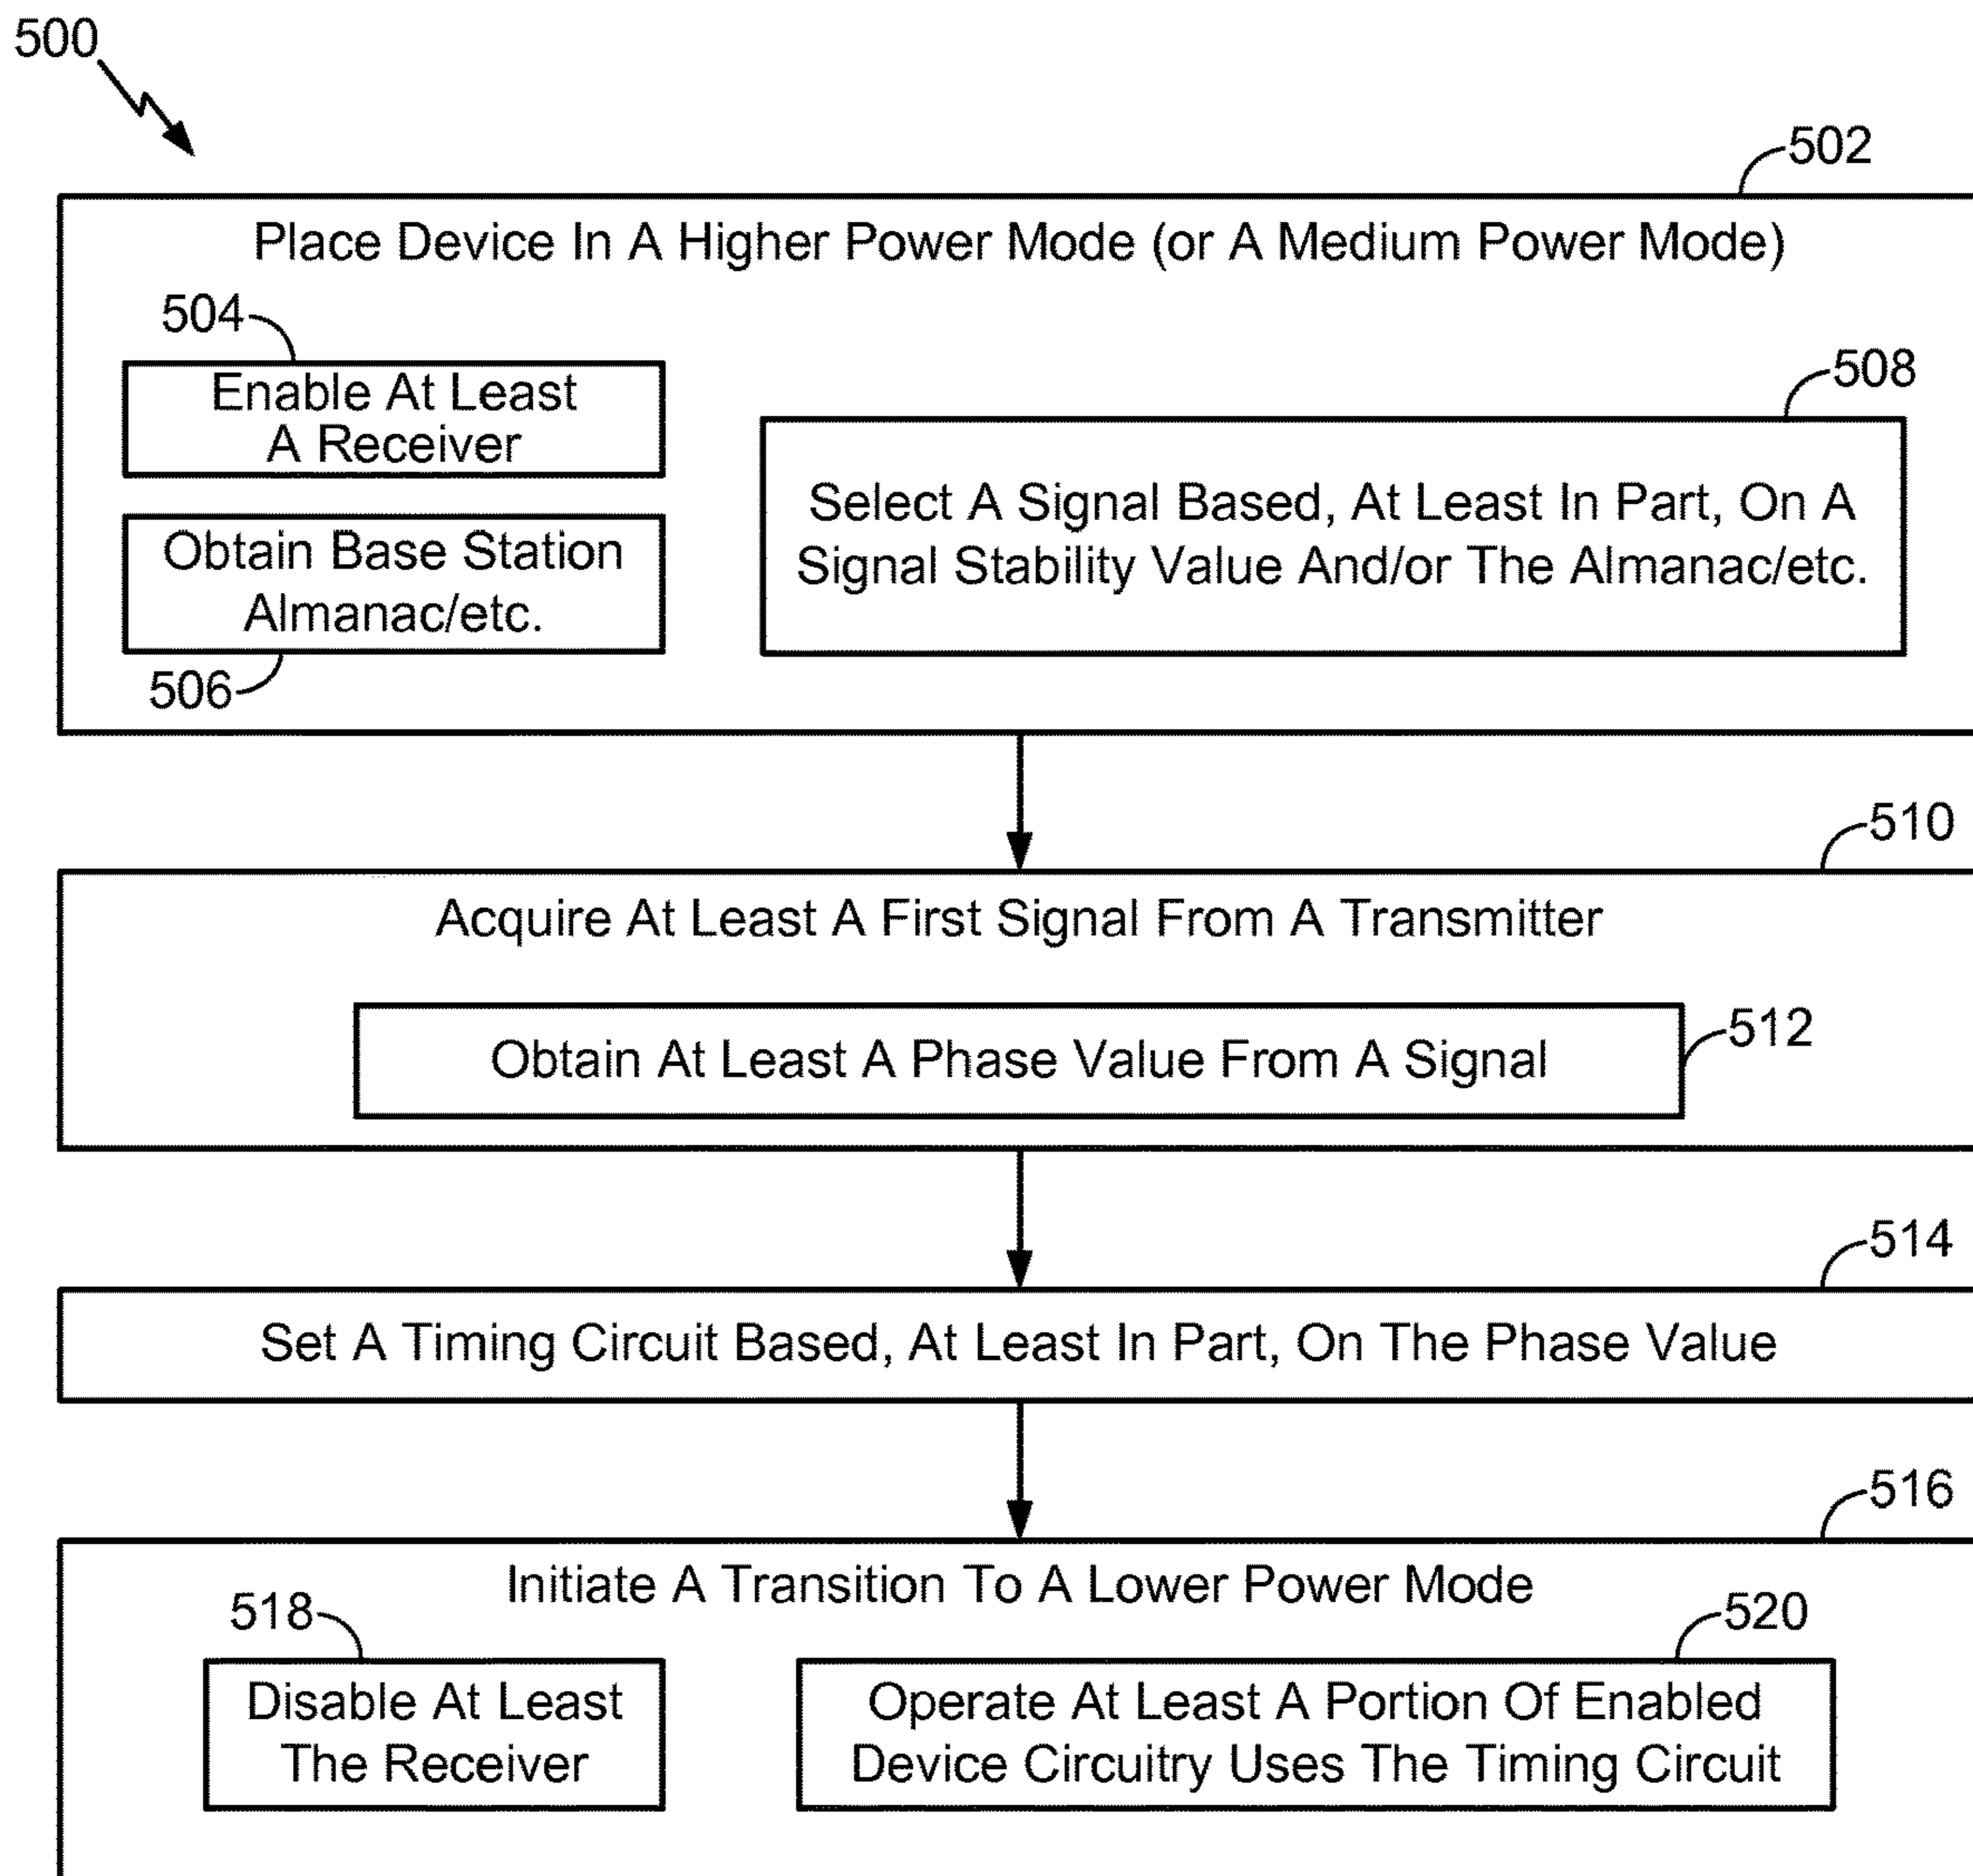 500
502
Place Device In A Higher Power Mode (or A Medium Power Mode)
504
Enable At Least
A Receiver
508
Select A Signal Based, At Least In Part, On A
Signal Stability Value And/or The Almanac/etc.
Obtain Base Station
Almanac/etc.
506
510
Acquire At Least A First Signal From A Transmitter
512
Obtain At Least A Phase Value From A Signal
514
Set A Timing Circuit Based, At Least In Part, On The Phase Value
516
Initiate A Transition To A Lower Power Mode
518
Disable At Least
The Receiver
520
Operate At Least A Portion Of Enabled
Device Circuitry Uses The Timing Circuit